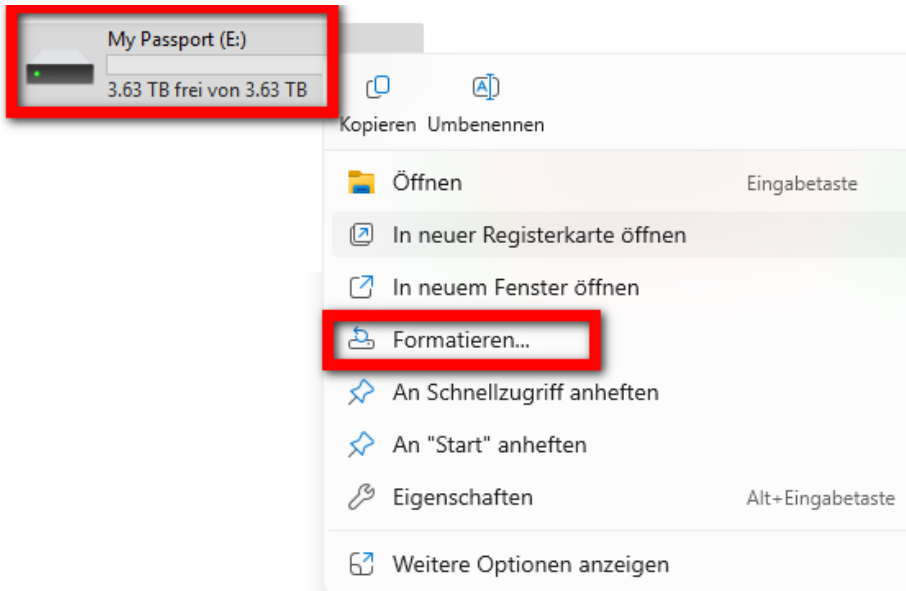 My Passport (E:)
3.63 TB frei von 3.63 TB
Kopieren Umbenennen
Öffnen Eingabetaste
In neuer Registerkarte öffnen
In neuem Fenster öffnen
Formatieren...
An Schnellzugriff anheften
An "Start" anheften
Eigenschaften Alt+Eingabetaste
Weitere Optionen anzeigen